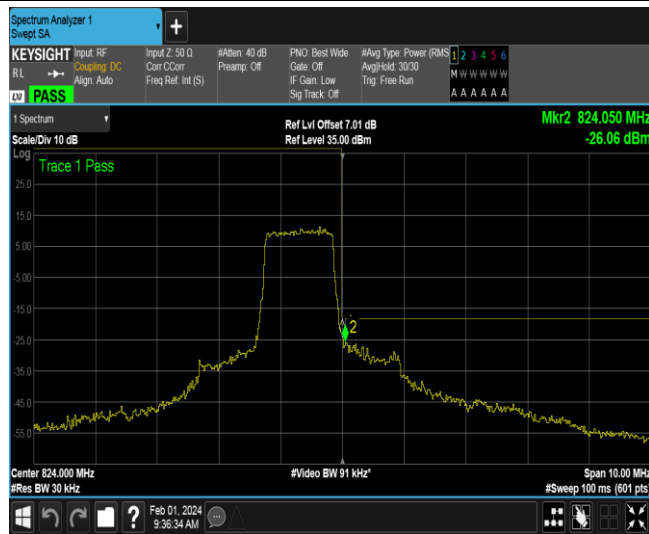 Spectrum Analyzer 1
Swept SA
+
KEYSIGHT
RL
LXI
PASS
Input: RF
Coupling: DC
Align: Auto
Input Z: 50 Ω
Corr CCorr
Freq Ref: Int (S)
#Atten: 40 dB
Preamp: Off
PNO: Best Wide
Gate: Off
IF Gain: Low
Sig Track: Off
#Avg Type: Power (RMS
Avg|Hold: 30/30
Trig: Free Run
1 2 3 4 5 6
M W W W W W
A A A A A A
1 Spectrum
Scale/Div 10 dB
Ref Lvl Offset 7.01 dB
Ref Level 35.00 dBm
Mkr2 824.050 MHz
-26.06 dBm
Log
Trace 1 Pass
25.0
15.0
5.00
-5.00
-15.0
-25.0
-35.0
-45.0
-55.0
2
Center 824.000 MHz
#Video BW 91 kHz*
Span 10.00 MHz
#Res BW 30 kHz
#Sweep 100 ms (601 pts)
?
Feb 01, 2024
9:36:34 AM